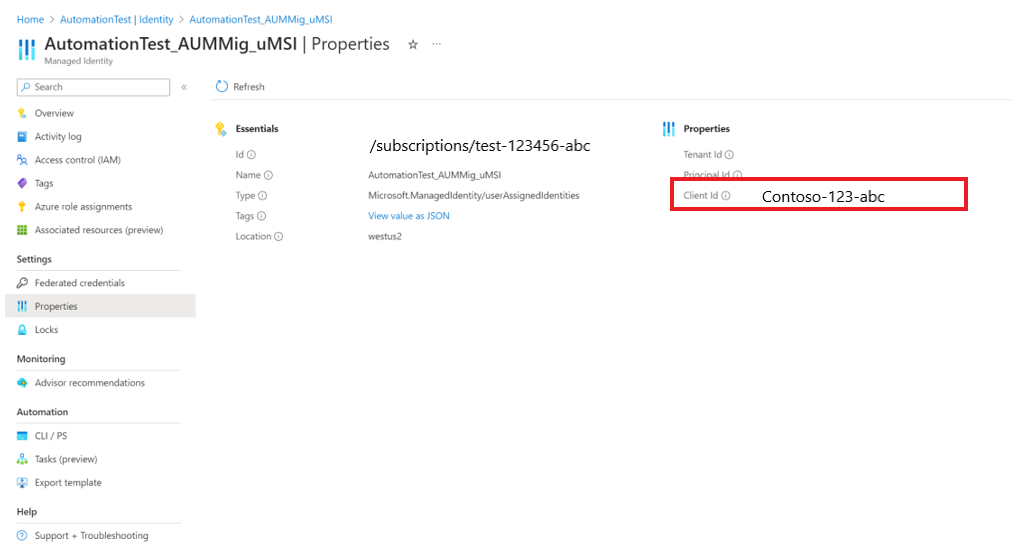 Home > AutomationTest | Identity > AutomationTest_AUMMig_uMSI
AutomationTest_AUMMig_uMSI | Properties
Managed Identity
Search
Refresh
Overview
Activity log
Access control (IAM)
Tags
Azure role assignments
Associated resources (preview)
Settings
Federated credentials
Properties
Locks
Monitoring
Advisor recommendations
Automation
CLI / PS
Tasks (preview)
Export template
Help
Support + Troubleshooting
Essentials
Id /subscriptions/test-123456-abc
Name AutomationTest_AUMMig_uMSI
Type Microsoft.ManagedIdentity/userAssignedIdentities
Tags View value as JSON
Location westus2
Properties
Tenant Id
Principal Id
Client Id Contoso-123-abc